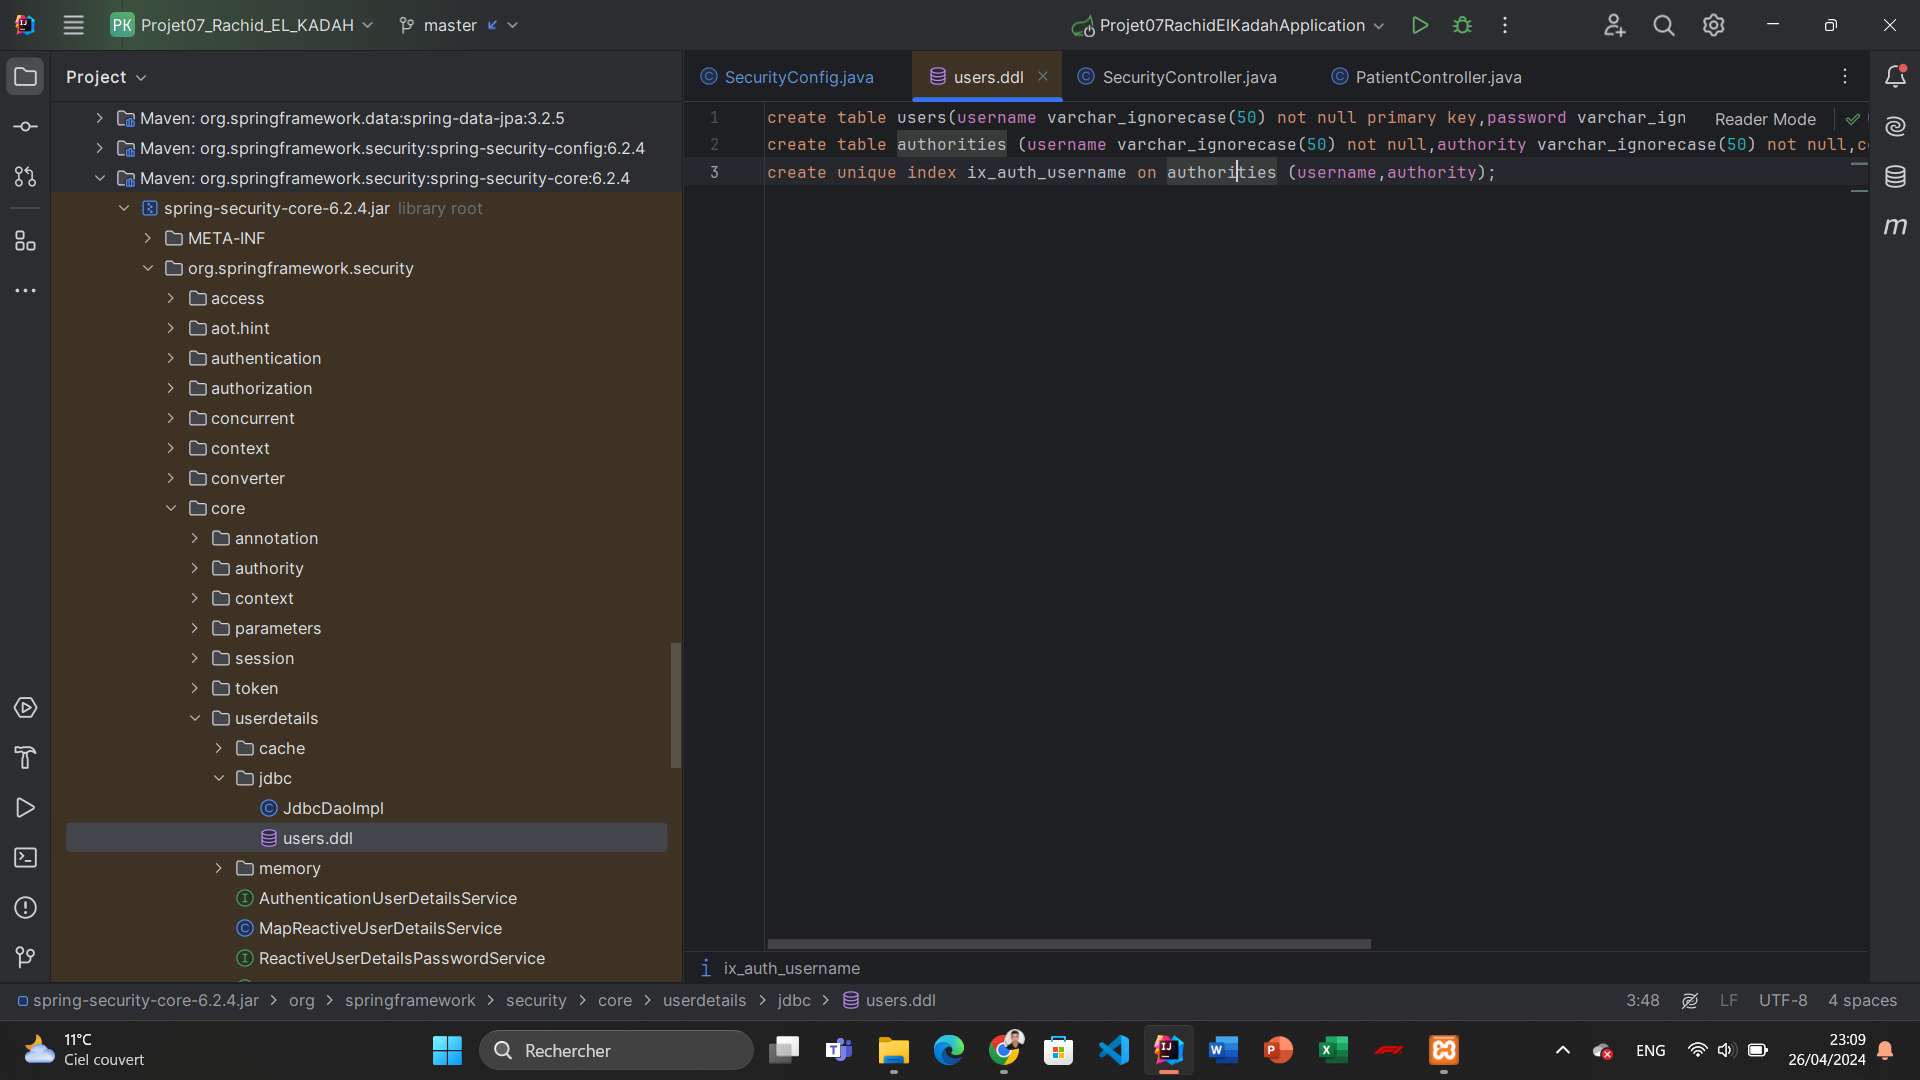 PK Projet07_Rachid_EL_KADAH master Projet07RachidElKadahApplication
Project
SecurityConfig.java users.ddl SecurityController.java PatientController.java
Maven: org.springframework.data:spring-data-jpa:3.2.5
Maven: org.springframework.security:spring-security-config:6.2.4
Maven: org.springframework.security:spring-security-core:6.2.4
spring-security-core-6.2.4.jar library root
META-INF
org.springframework.security
access
aot.hint
authentication
authorization
concurrent
context
converter
core
annotation
authority
context
parameters
session
token
userdetails
cache
jdbc
JdbcDaoImpl
users.ddl
memory
AuthenticationUserDetailsService
MapReactiveUserDetailsService
ReactiveUserDetailsPasswordService
1 create table users(username varchar_ignorecase(50) not null primary key,password varchar_ign
Reader Mode
2 create table authorities (username varchar_ignorecase(50) not null,authority varchar_ignorecase(50) not null,c
3 create unique index ix_auth_username on authorities (username,authority);
ix_auth_username
spring-security-core-6.2.4.jar > org > springframework > security > core > userdetails > jdbc > users.ddl
3:48 LF UTF-8 4 spaces
11°C
Ciel couvert
Rechercher
ENG
23:09
26/04/2024